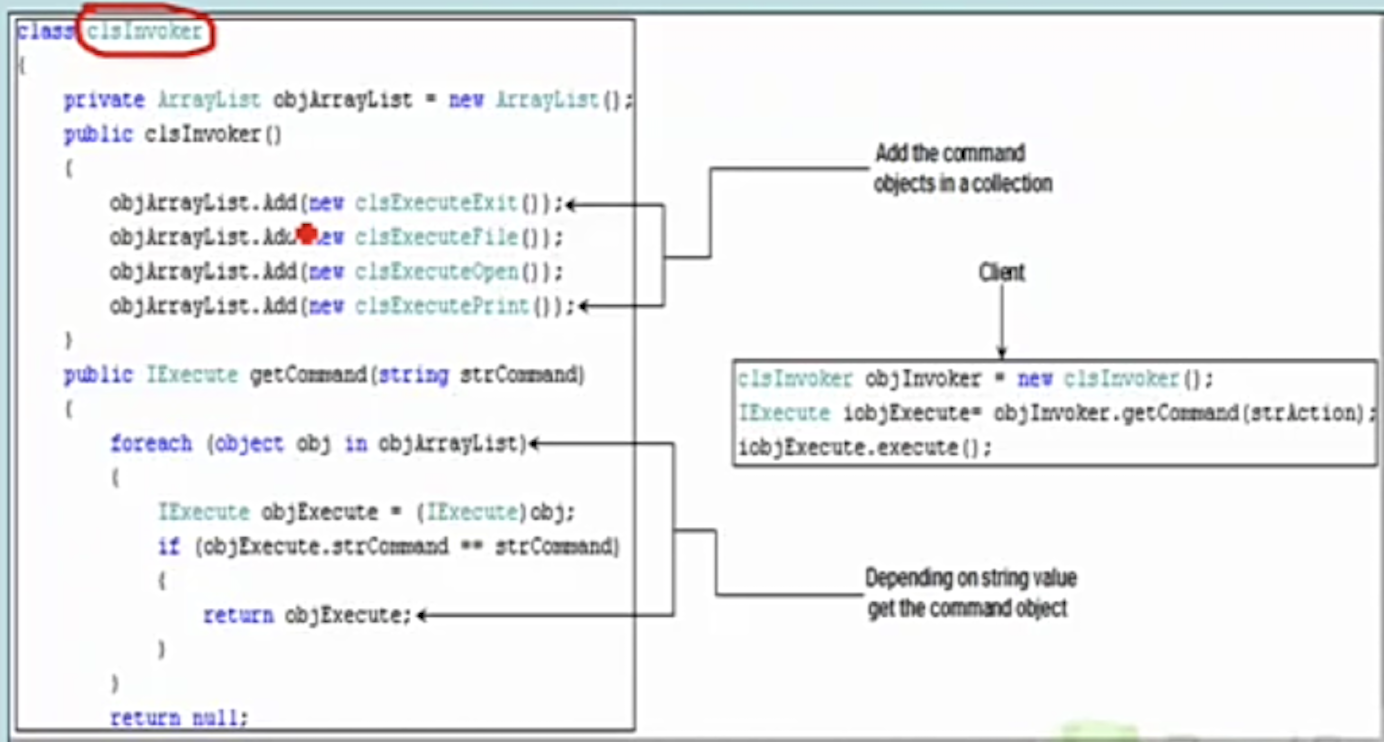 class clsInvoker
{
private ArrayList objArrayList = new ArrayList();
public clsInvoker()
{
objArrayList.Add(new clsExecuteExit());
objArrayList.Add new clsExecuteFile());
objArrayList.Add(new clsExecuteOpen());
objArrayList.Add(new clsExecutePrint());
}
public IExecute getCommand(string strCommand)
{
foreach (object obj in objArrayList)
{
IExecute objExecute = (IExecute)obj;
if (objExecute.strCommand == strCommand)
{
return objExecute;
}
}
return null;
Add the command
objects in a collection
Client
clsInvoker objInvoker = new clsInvoker();
IExecute iobjExecute= objInvoker.getCommand(strAction);
iobjExecute.execute();
Depending on string value
get the command object